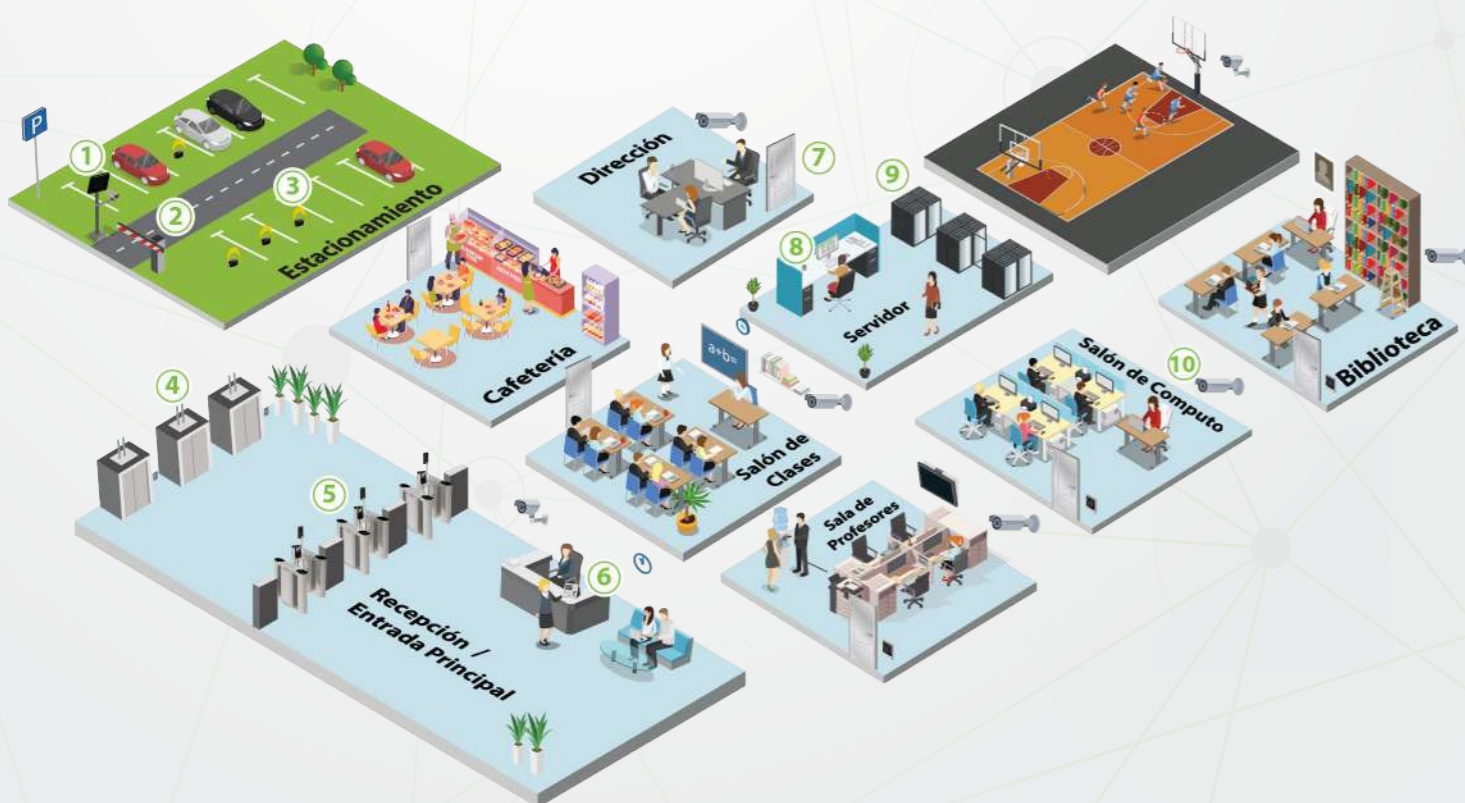 P
1
2
3
Estacionamiento
Dirección
7
9
8
Servidor
Cafetería
a+b=
Salón de
Clases
10
Salón de Computo
Biblioteca
4
5
6
Recepción /
Entrada Principal
Sala de
Profesores